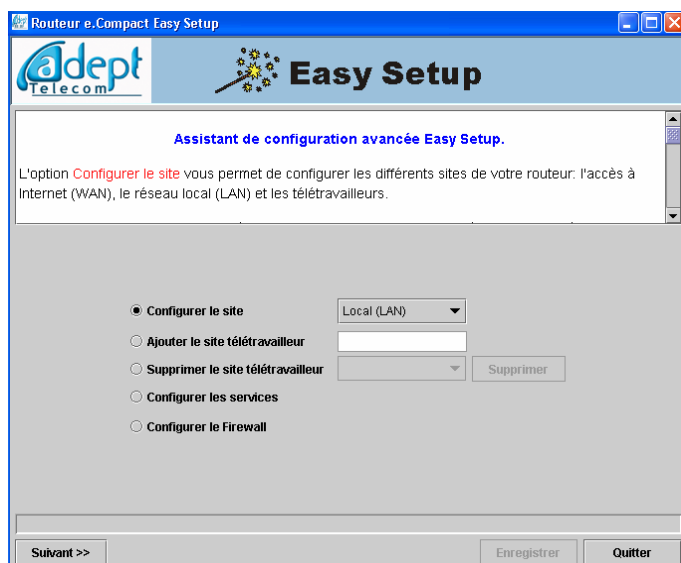 Routeur e.Compact Easy Setup
adept
Telecom
Easy Setup
Assistant de configuration avancée Easy Setup.
L'option Configurer le site vous permet de configurer les différents sites de votre routeur: l'accès à
Internet (WAN), le réseau local (LAN) et les télétravailleurs.
Configurer le site
Local (LAN)
Ajouter le site télétravailleur
Supprimer le site télétravailleur
Supprimer
Configurer les services
Configurer le Firewall
Suivant >>
Enregistrer
Quitter